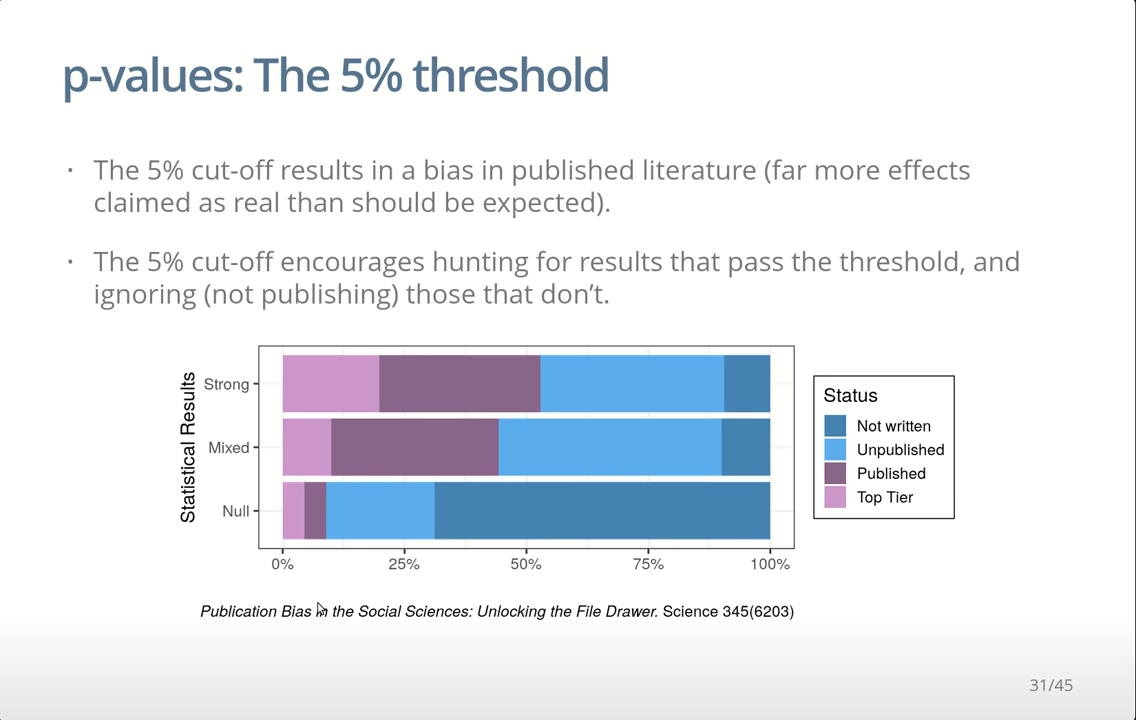 p-values: The 5% threshold
· The 5% cut-off results in a bias in published literature (far more effects
claimed as real than should be expected).
· The 5% cut-off encourages hunting for results that pass the threshold, and
ignoring (not publishing) those that don’t.
Statistical Results
Strong
Mixed
Null
0% 25% 50% 75% 100%
Status
Not written
Unpublished
Published
Top Tier
Publication Bias in the Social Sciences: Unlocking the File Drawer. Science 345(6203)
31/45